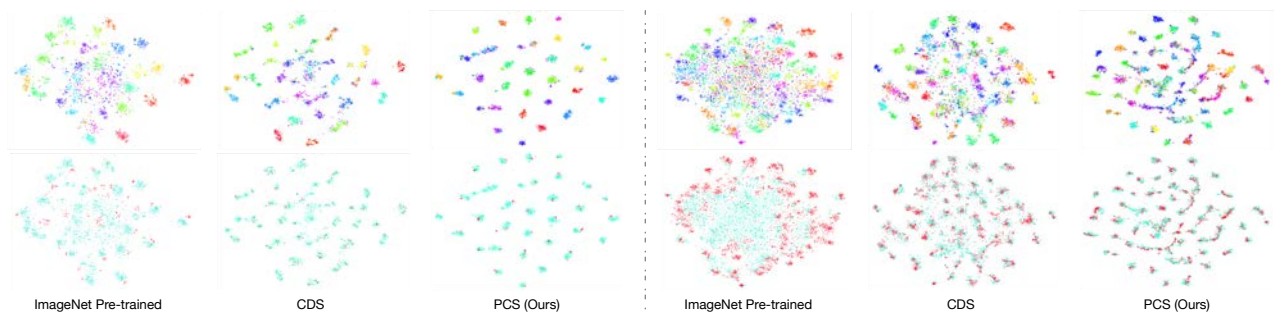 ImageNet Pre-trained
CDS
PCS (Ours)
ImageNet Pre-trained
CDS
PCS (Ours)